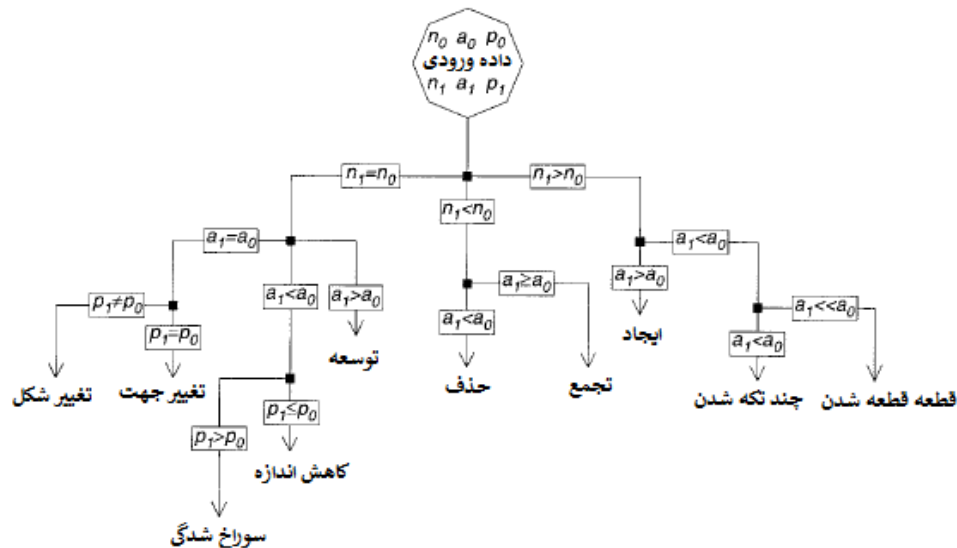 n₀ a₀ p₀
داده ورودی
n₁ a₁ p₁
n₁=n₀
n₁>n₀
n₁<n₀
a₁=a₀
a₁<a₀
a₁>a₀
a₁<a₀
a₁>a₀
a₁≥a₀
a₁<a₀
a₁<<a₀
a₁<a₀
p₁≠p₀
p₁=p₀
تغییر شکل
تغییر جهت
توسعه
حذف
تجمع
ایجاد
چند تکه شدن
قطعه قطعه شدن
p₁>p₀
p₁≤p₀
کاهش اندازه
سوراخ شدگی